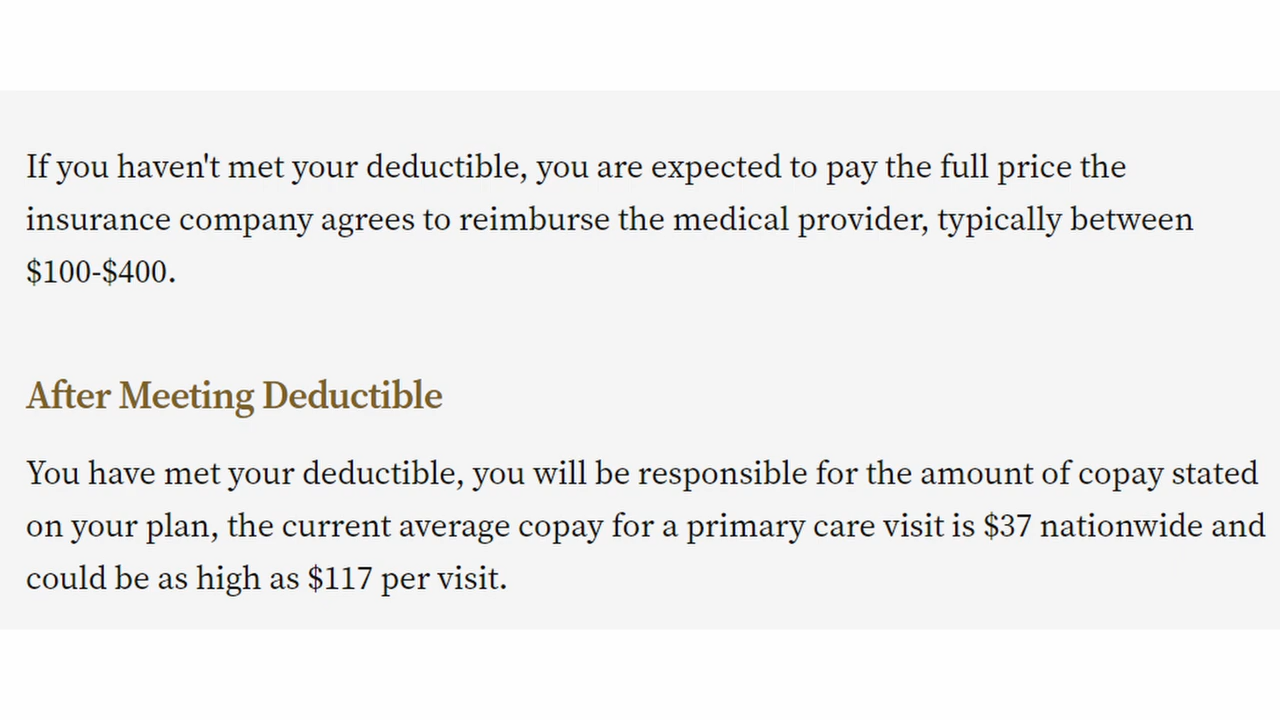 If you haven't met your deductible, you are expected to pay the full price the
insurance company agrees to reimburse the medical provider, typically between
$100-$400.
After Meeting Deductible
You have met your deductible, you will be responsible for the amount of copay stated
on your plan, the current average copay for a primary care visit is $37 nationwide and
could be as high as $117 per visit.